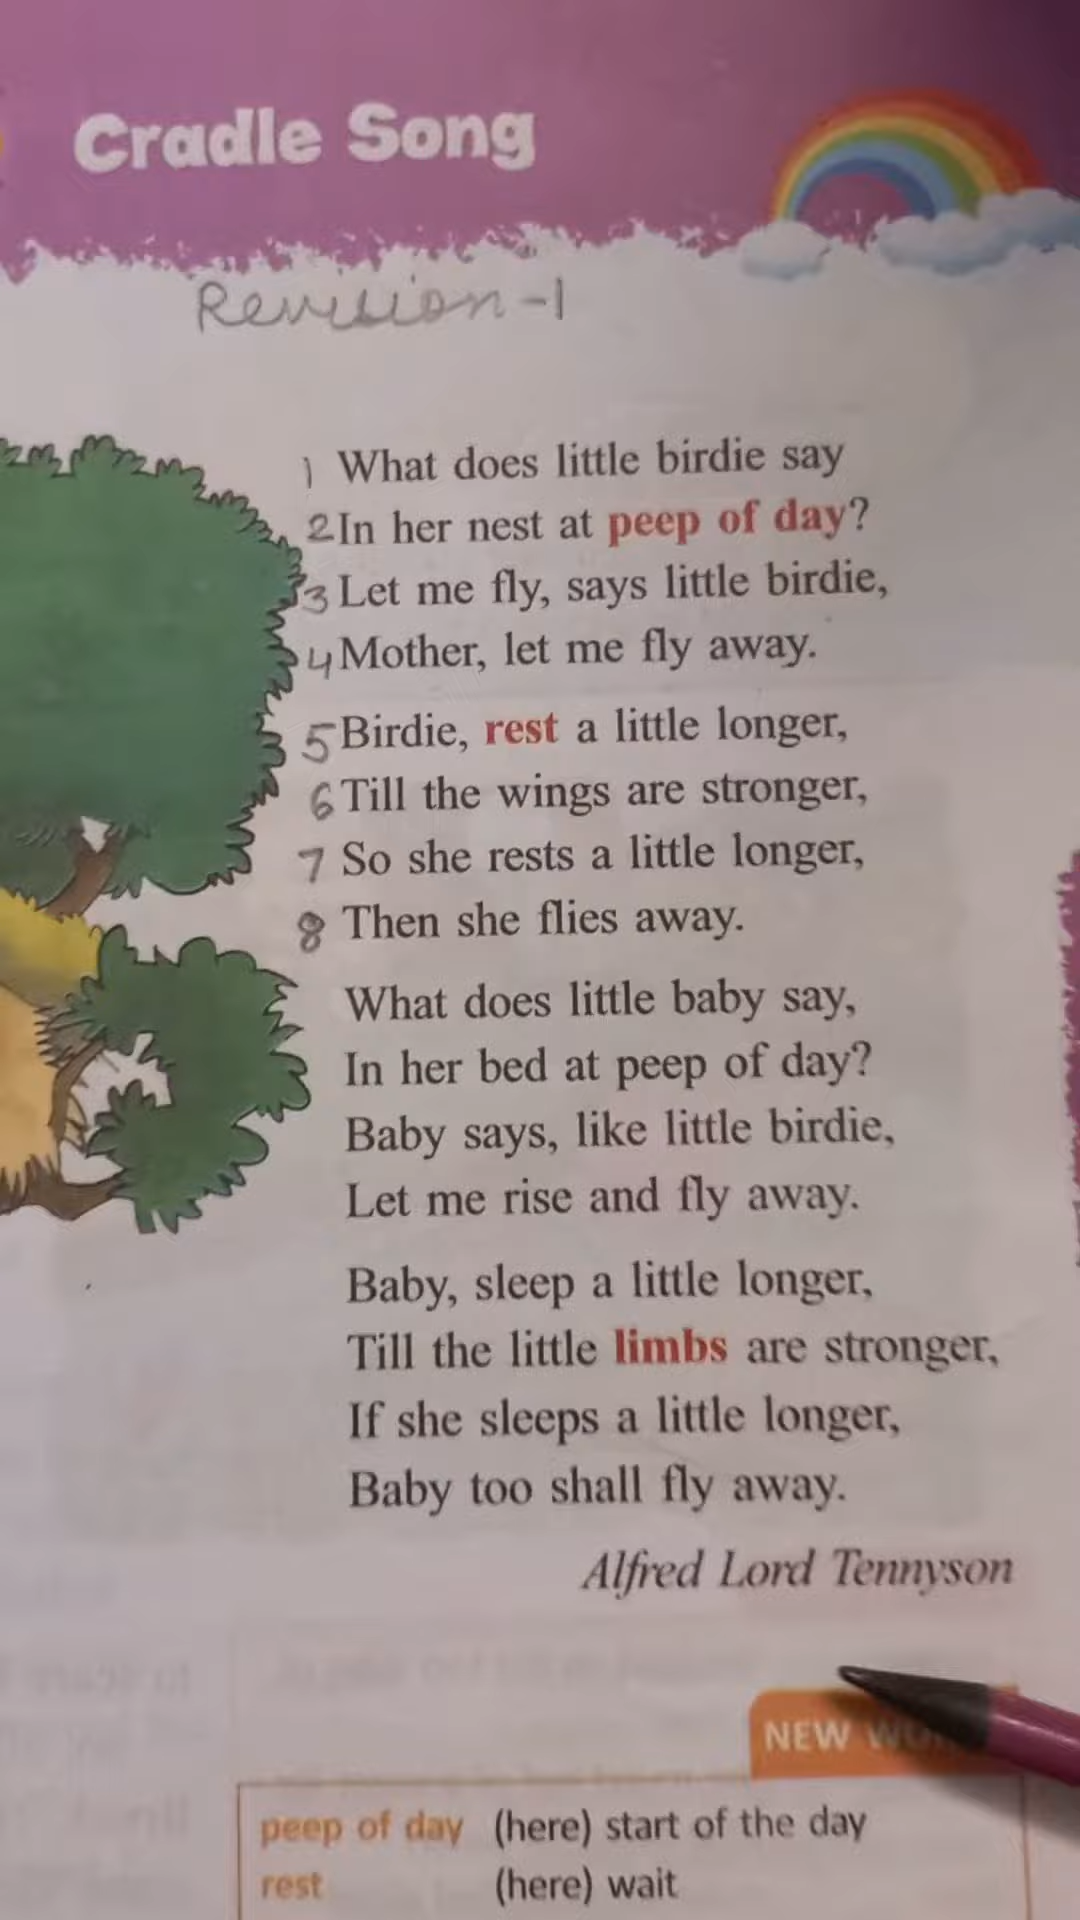 Cradle Song
Revision-1
1 What does little birdie say
2 In her nest at peep of day?
3 Let me fly, says little birdie,
4 Mother, let me fly away.
5 Birdie, rest a little longer,
6 Till the wings are stronger,
7 So she rests a little longer,
8 Then she flies away.
What does little baby say,
In her bed at peep of day?
Baby says, like little birdie,
Let me rise and fly away.
Baby, sleep a little longer,
Till the little limbs are stronger,
If she sleeps a little longer,
Baby too shall fly away.
Alfred Lord Tennyson
NEW
peep of day (here) start of the day
rest (here) wait